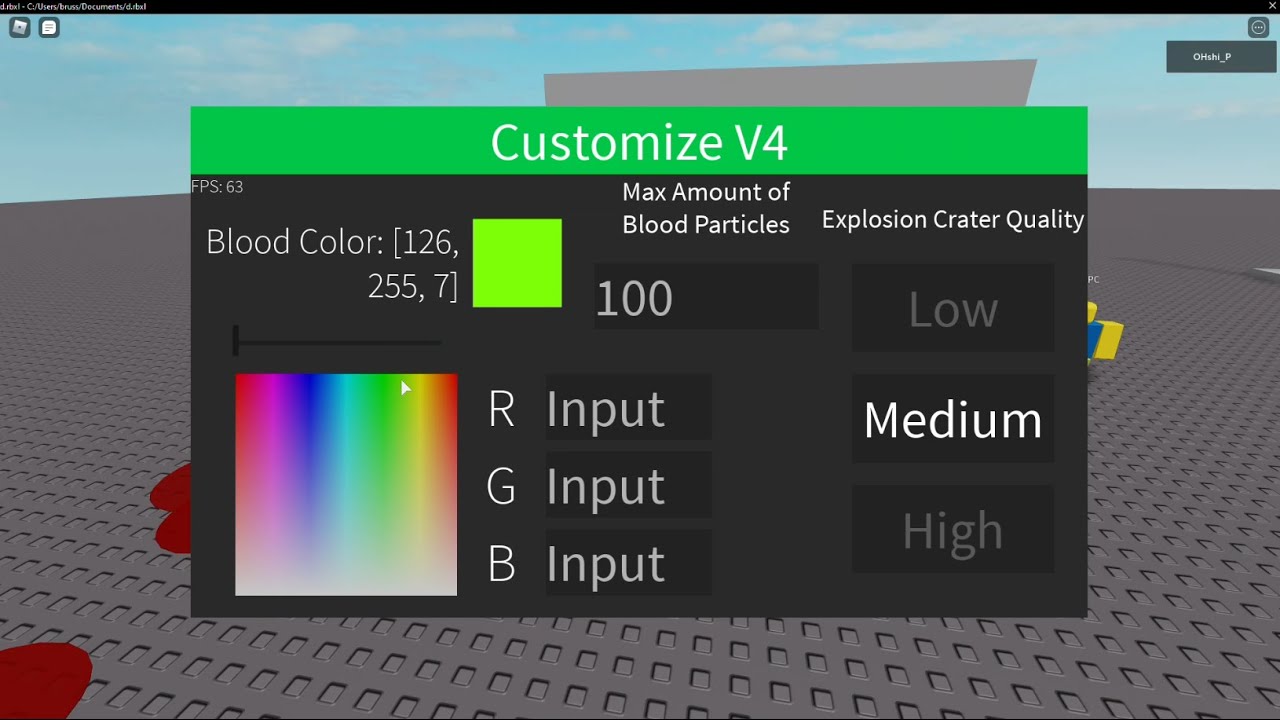 d.rbxl - C:/Users/bruss/Documents/d.rbxl
OHshi_P
Customize V4
FPS: 63
Blood Color: [126,
255, 7]
Max Amount of
Blood Particles
100
Explosion Crater Quality
Low
Medium
High
R Input
G Input
B Input
PC